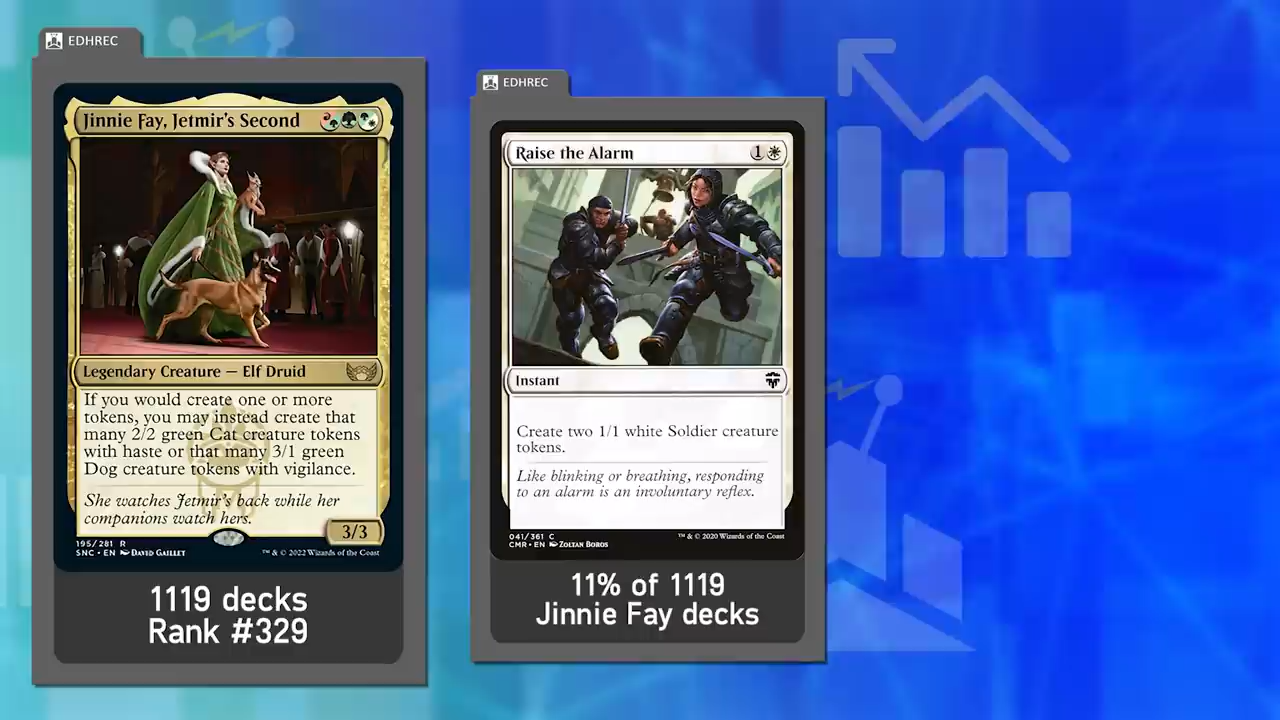 EDHREC
Jinnie Fay, Jetmir's Second
Legendary Creature — Elf Druid
If you would create one or more
tokens, you may instead create that
many 2/2 green Cat creature tokens
with haste or that many 3/1 green
Dog creature tokens with vigilance.
She watches Jetmir's back while her
companions watch hers.
3/3
195/281 R
SNC • EN DAVID GAILLET
™ & © 2022 Wizards of the Coast
1119 decks
Rank #329
EDHREC
Raise the Alarm 1
Instant
Create two 1/1 white Soldier creature
tokens.
Like blinking or breathing, responding
to an alarm is an involuntary reflex.
041/361 C
CMR • EN ZOLTAN BOROS
™ & © 2020 Wizards of the Coast
11% of 1119
Jinnie Fay decks